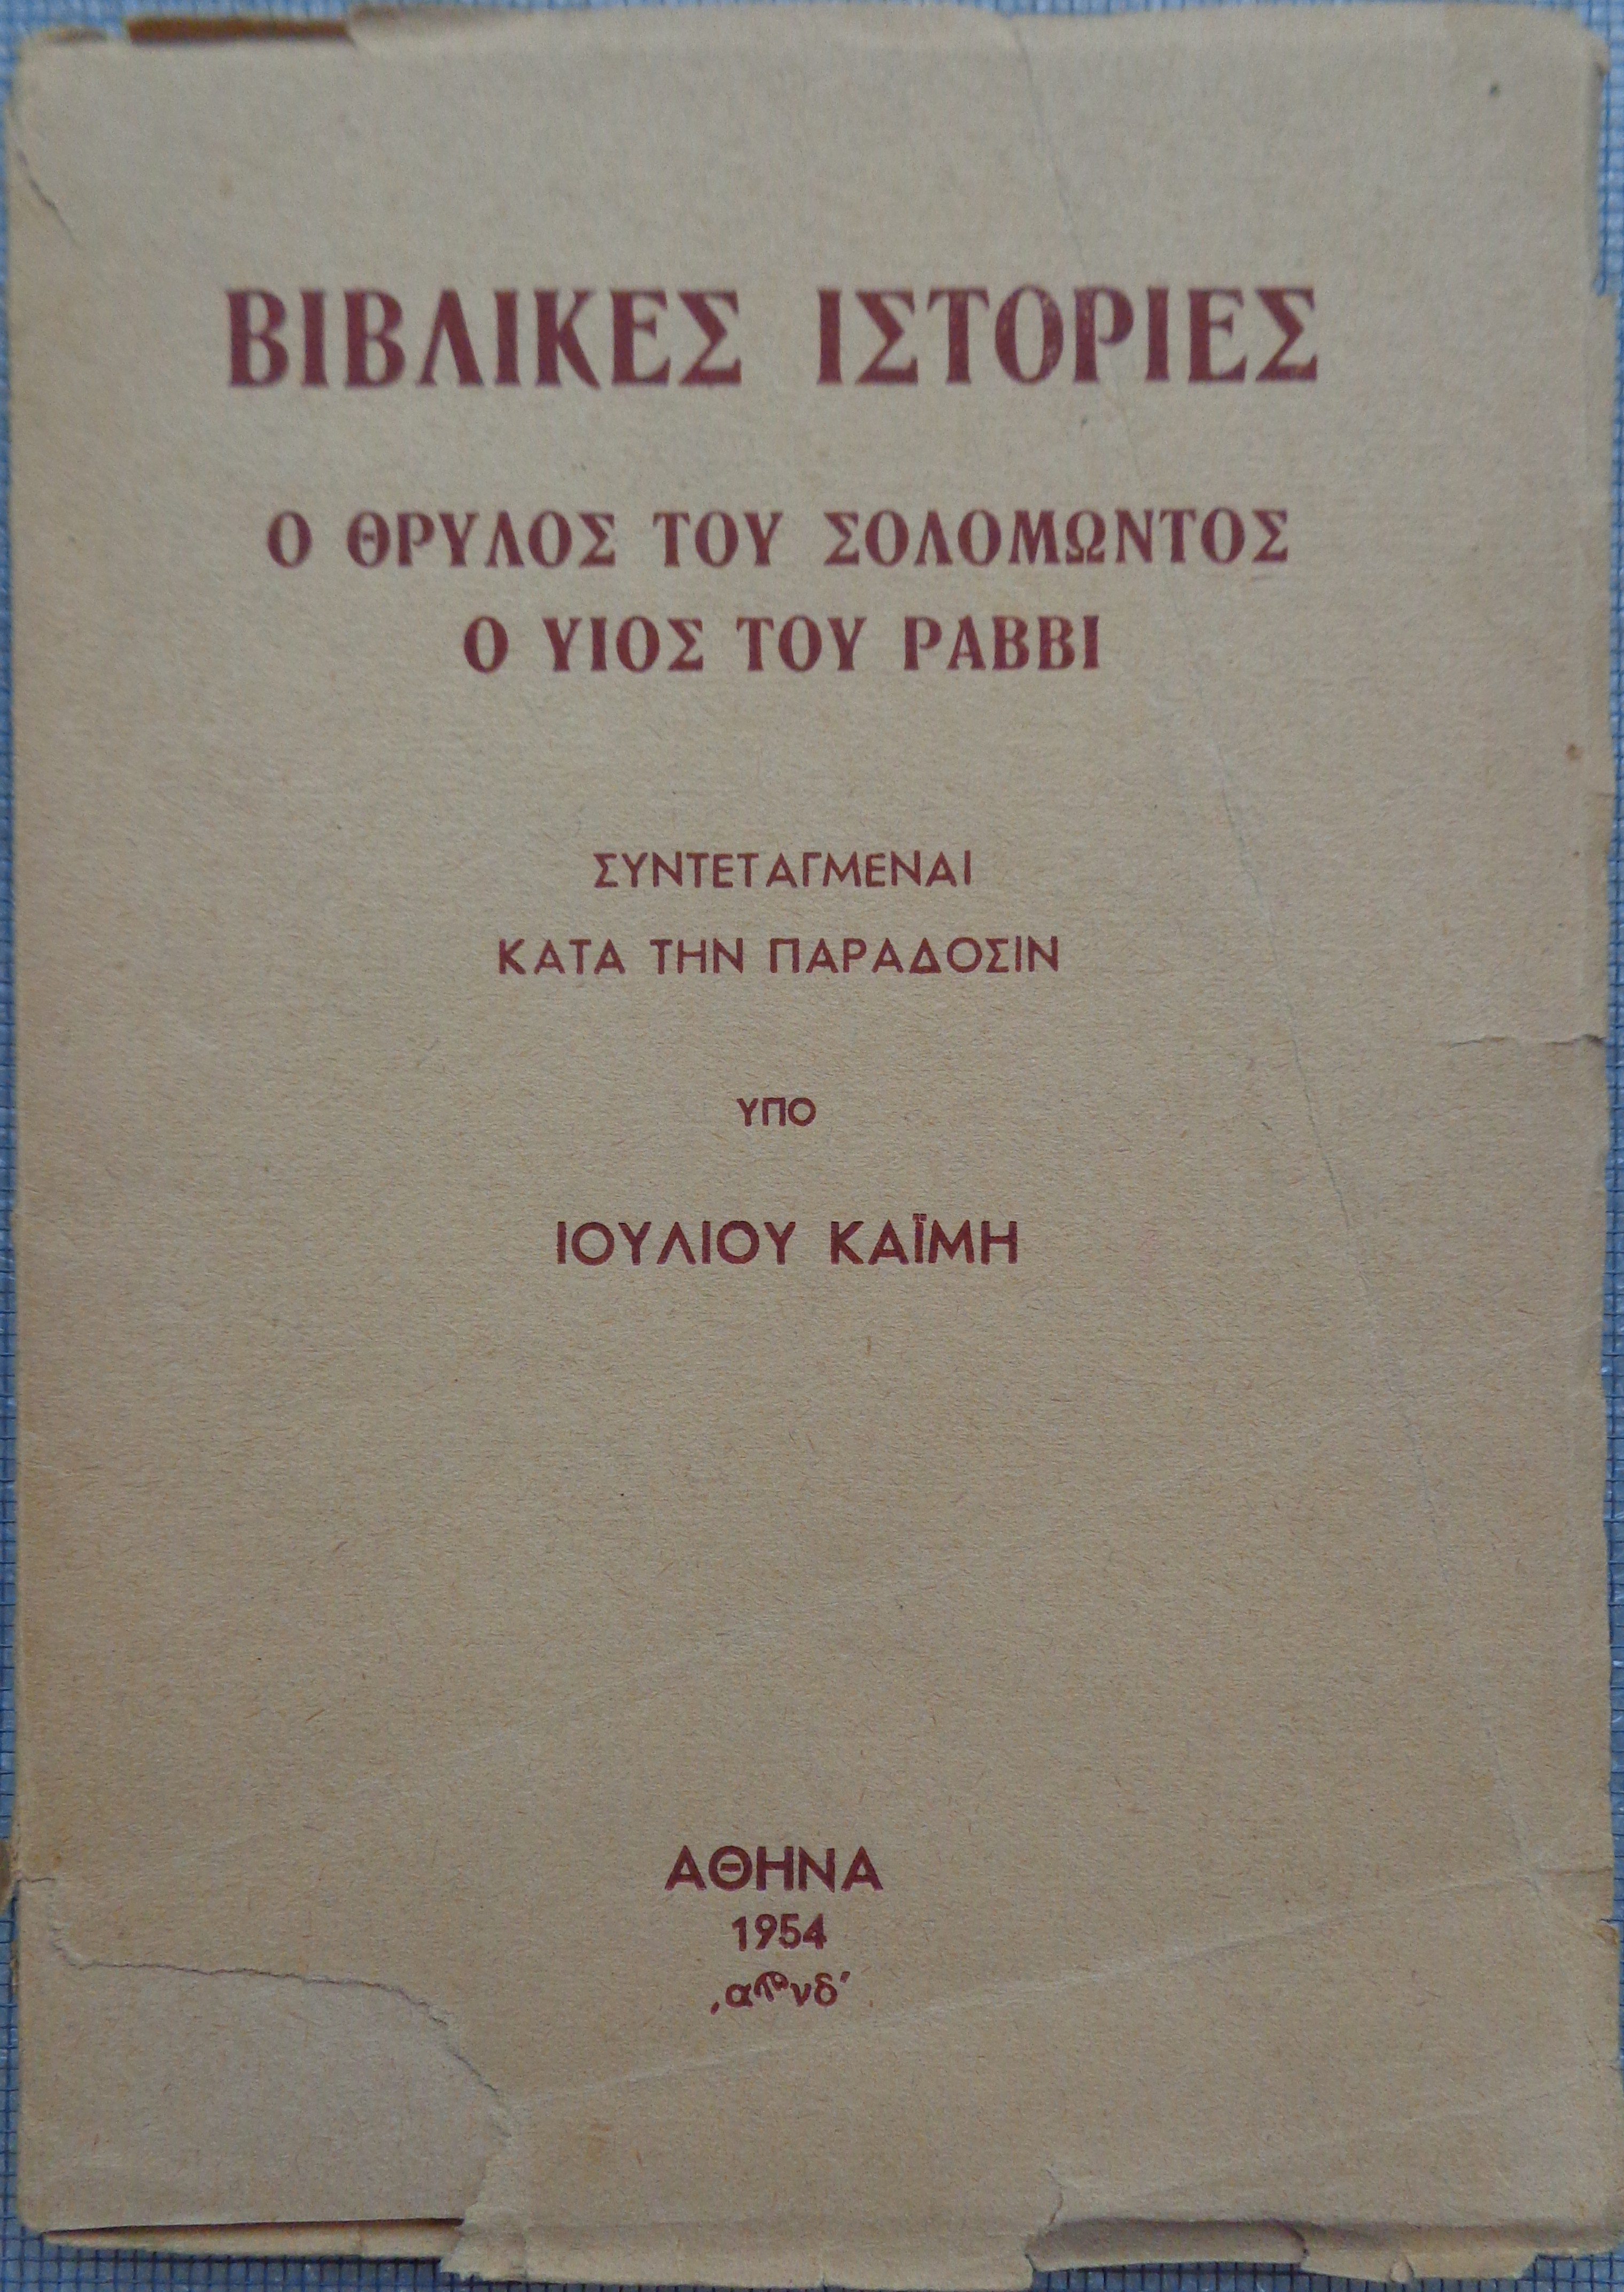 ΒΙΒΛΙΚΕΣ ΙΣΤΟΡΙΕΣ
Ο ΘΡΥΛΟΣ ΤΟΥ ΣΟΛΟΜΩΝΤΟΣ
Ο ΥΙΟΣ ΤΟΥ ΡΑΒΒΙ
ΣΥΝΤΕΤΑΓΜΕΝΑΙ
ΚΑΤΑ ΤΗΝ ΠΑΡΑΔΟΣΙΝ
ΥΠΟ
ΙΟΥΛΙΟΥ ΚΑΪΜΗ
ΑΘΗΝΑ
1954
͵αϡνδ´